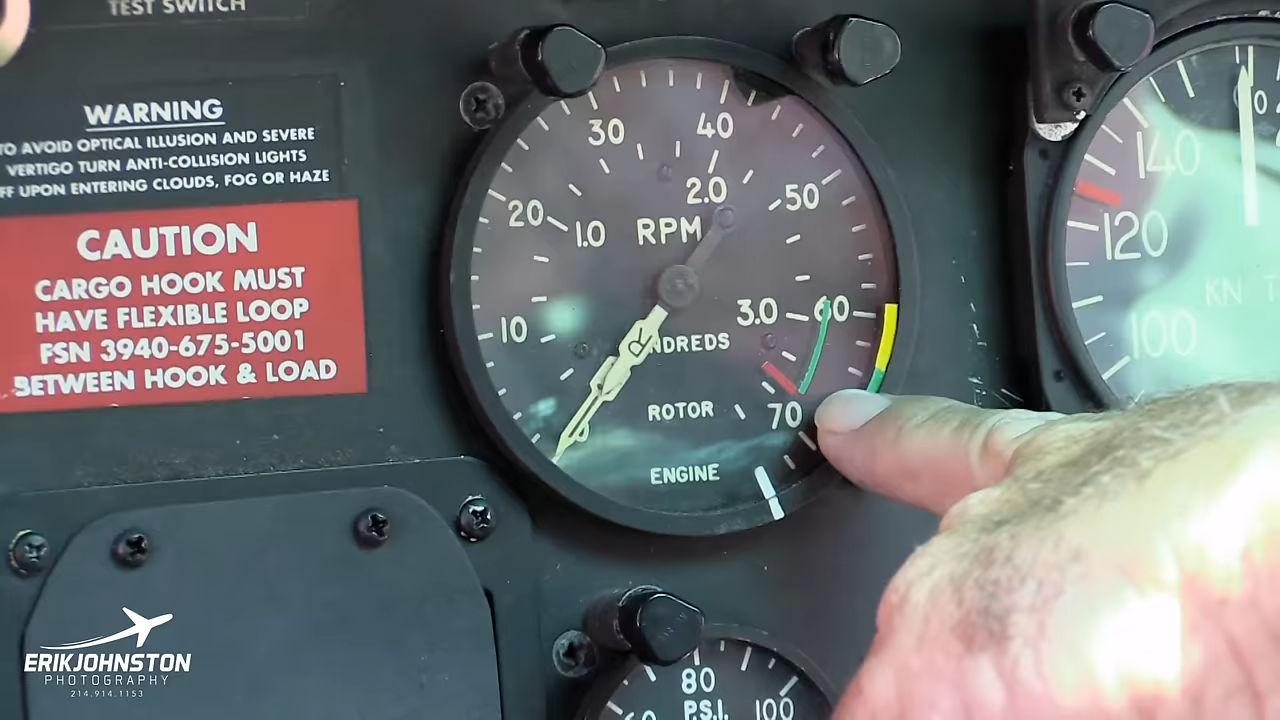 TEST SWITCH
WARNING
TO AVOID OPTICAL ILLUSION AND SEVERE
VERTIGO TURN ANTI-COLLISION LIGHTS
FF UPON ENTERING CLOUDS, FOG OR HAZE
CAUTION
CARGO HOOK MUST
HAVE FLEXIBLE LOOP
FSN 3940-675-5001
BETWEEN HOOK & LOAD
30 40
20 1.0 2.0 50
RPM
10 3.0 60
NDREDS
ROTOR 70
ENGINE
R
140
120
KN T
100
80
P.S.I. 100
ERIKJOHNSTON
PHOTOGRAPHY
214.914.1153